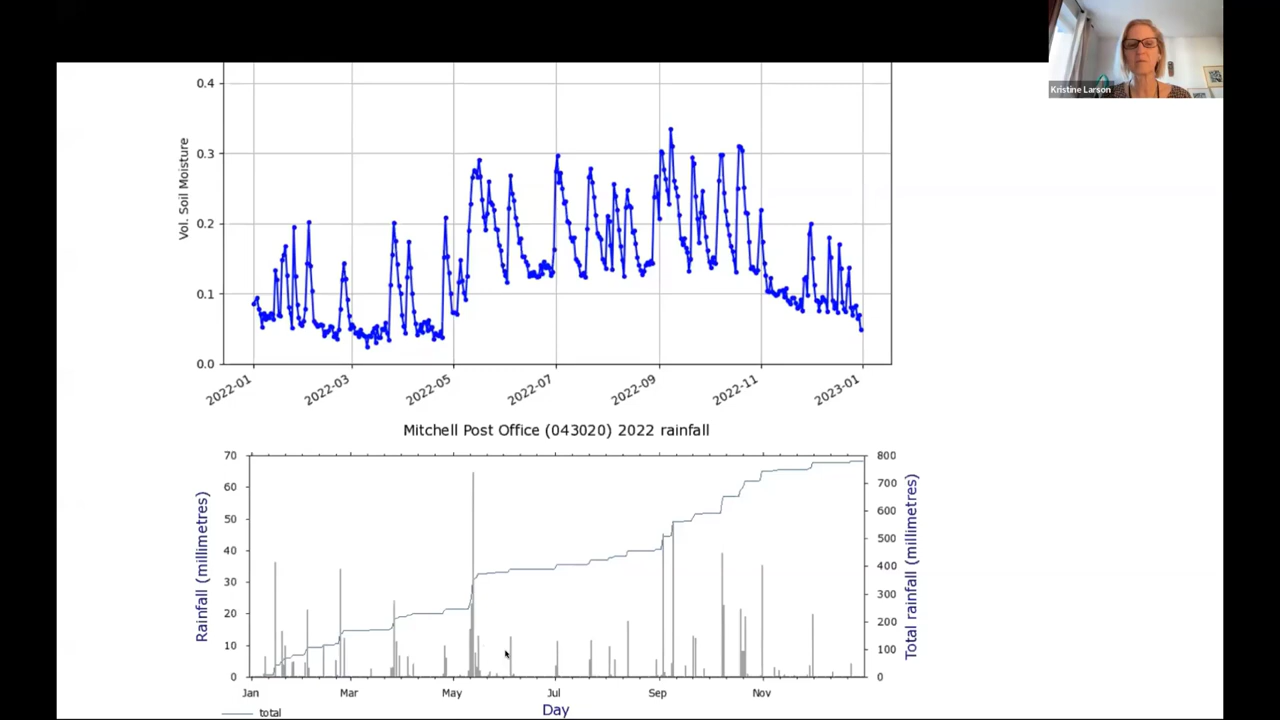 Kristine Larson
0.4
0.3
0.2
0.1
0.0
Vol. Soil Moisture
2022-01
2022-03
2022-05
2022-07
2022-09
2022-11
2023-01
Mitchell Post Office (043020) 2022 rainfall
70
60
50
40
30
20
10
0
Rainfall (millimetres)
800
700
600
500
400
300
200
100
0
Total rainfall (millimetres)
Jan
Mar
May
Jul
Sep
Nov
Day
total